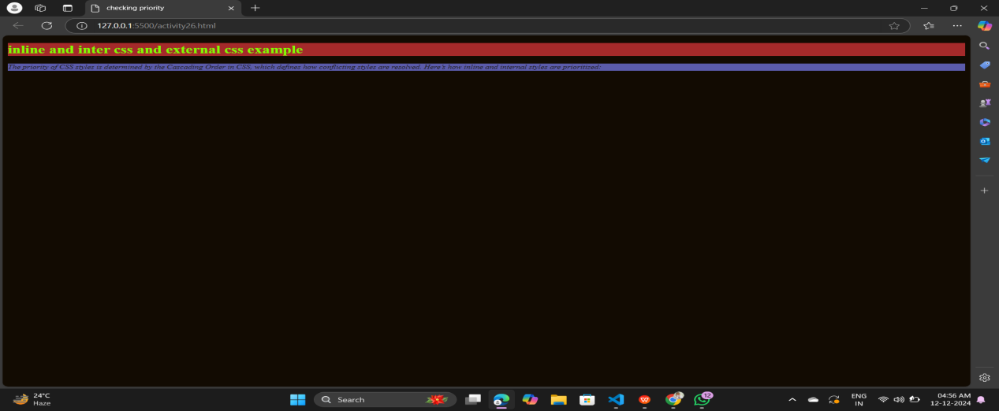 checking priority
127.0.0.1:5500/activity26.html
inline and inter css and external css example
The priority of CSS styles is determined by the Cascading Order in CSS, which defines how conflicting styles are resolved. Here's how inline and internal styles are prioritized:
24°C
Haze
Search
12
ENG
IN
04:56 AM
12-12-2024